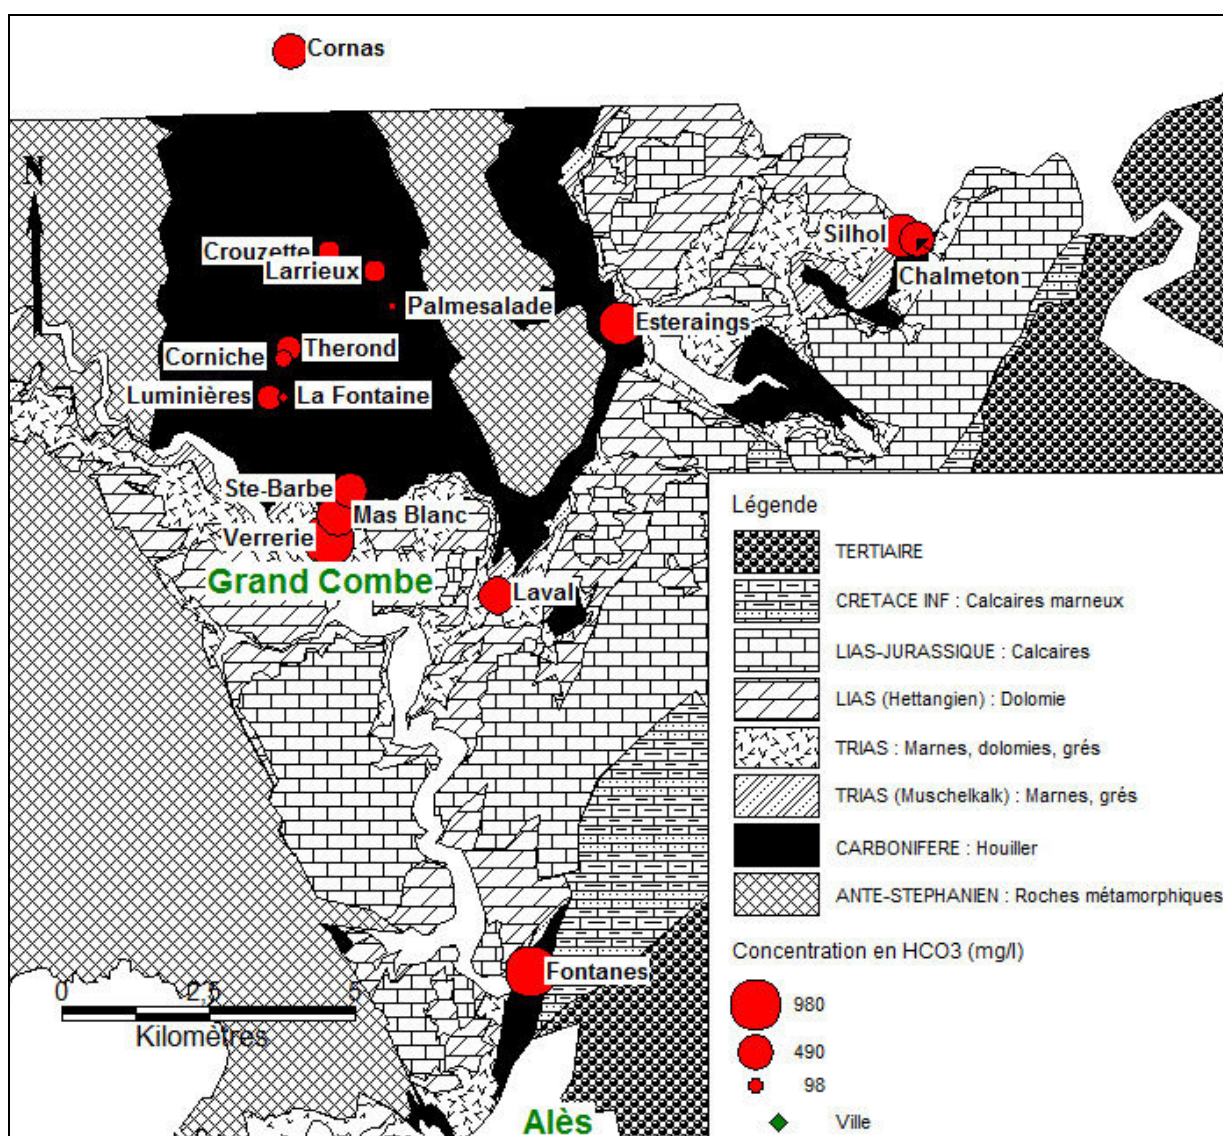 Cornas
N
Crouzette
Larrieux
Palmesalade
Silhol
Chalmeton
Esteraings
Therond
Corniche
Luminières
La Fontaine
Ste-Barbe
Mas Blanc
Verrerie
Grand Combe
Laval
Fontanes
0 2,5 5
Kilomètres
Alès
Légende
TERTIAIRE
CRETACE INF : Calcaires marneux
LIAS-JURASSIQUE : Calcaires
LIAS (Hettangien) : Dolomie
TRIAS : Marnes, dolomies, grés
TRIAS (Muschelkalk) : Marnes, grés
CARBONIFERE : Houiller
ANTE-STEPHANIEN : Roches métamorphiques
Concentration en HCO3 (mg/l)
980
490
98
Ville